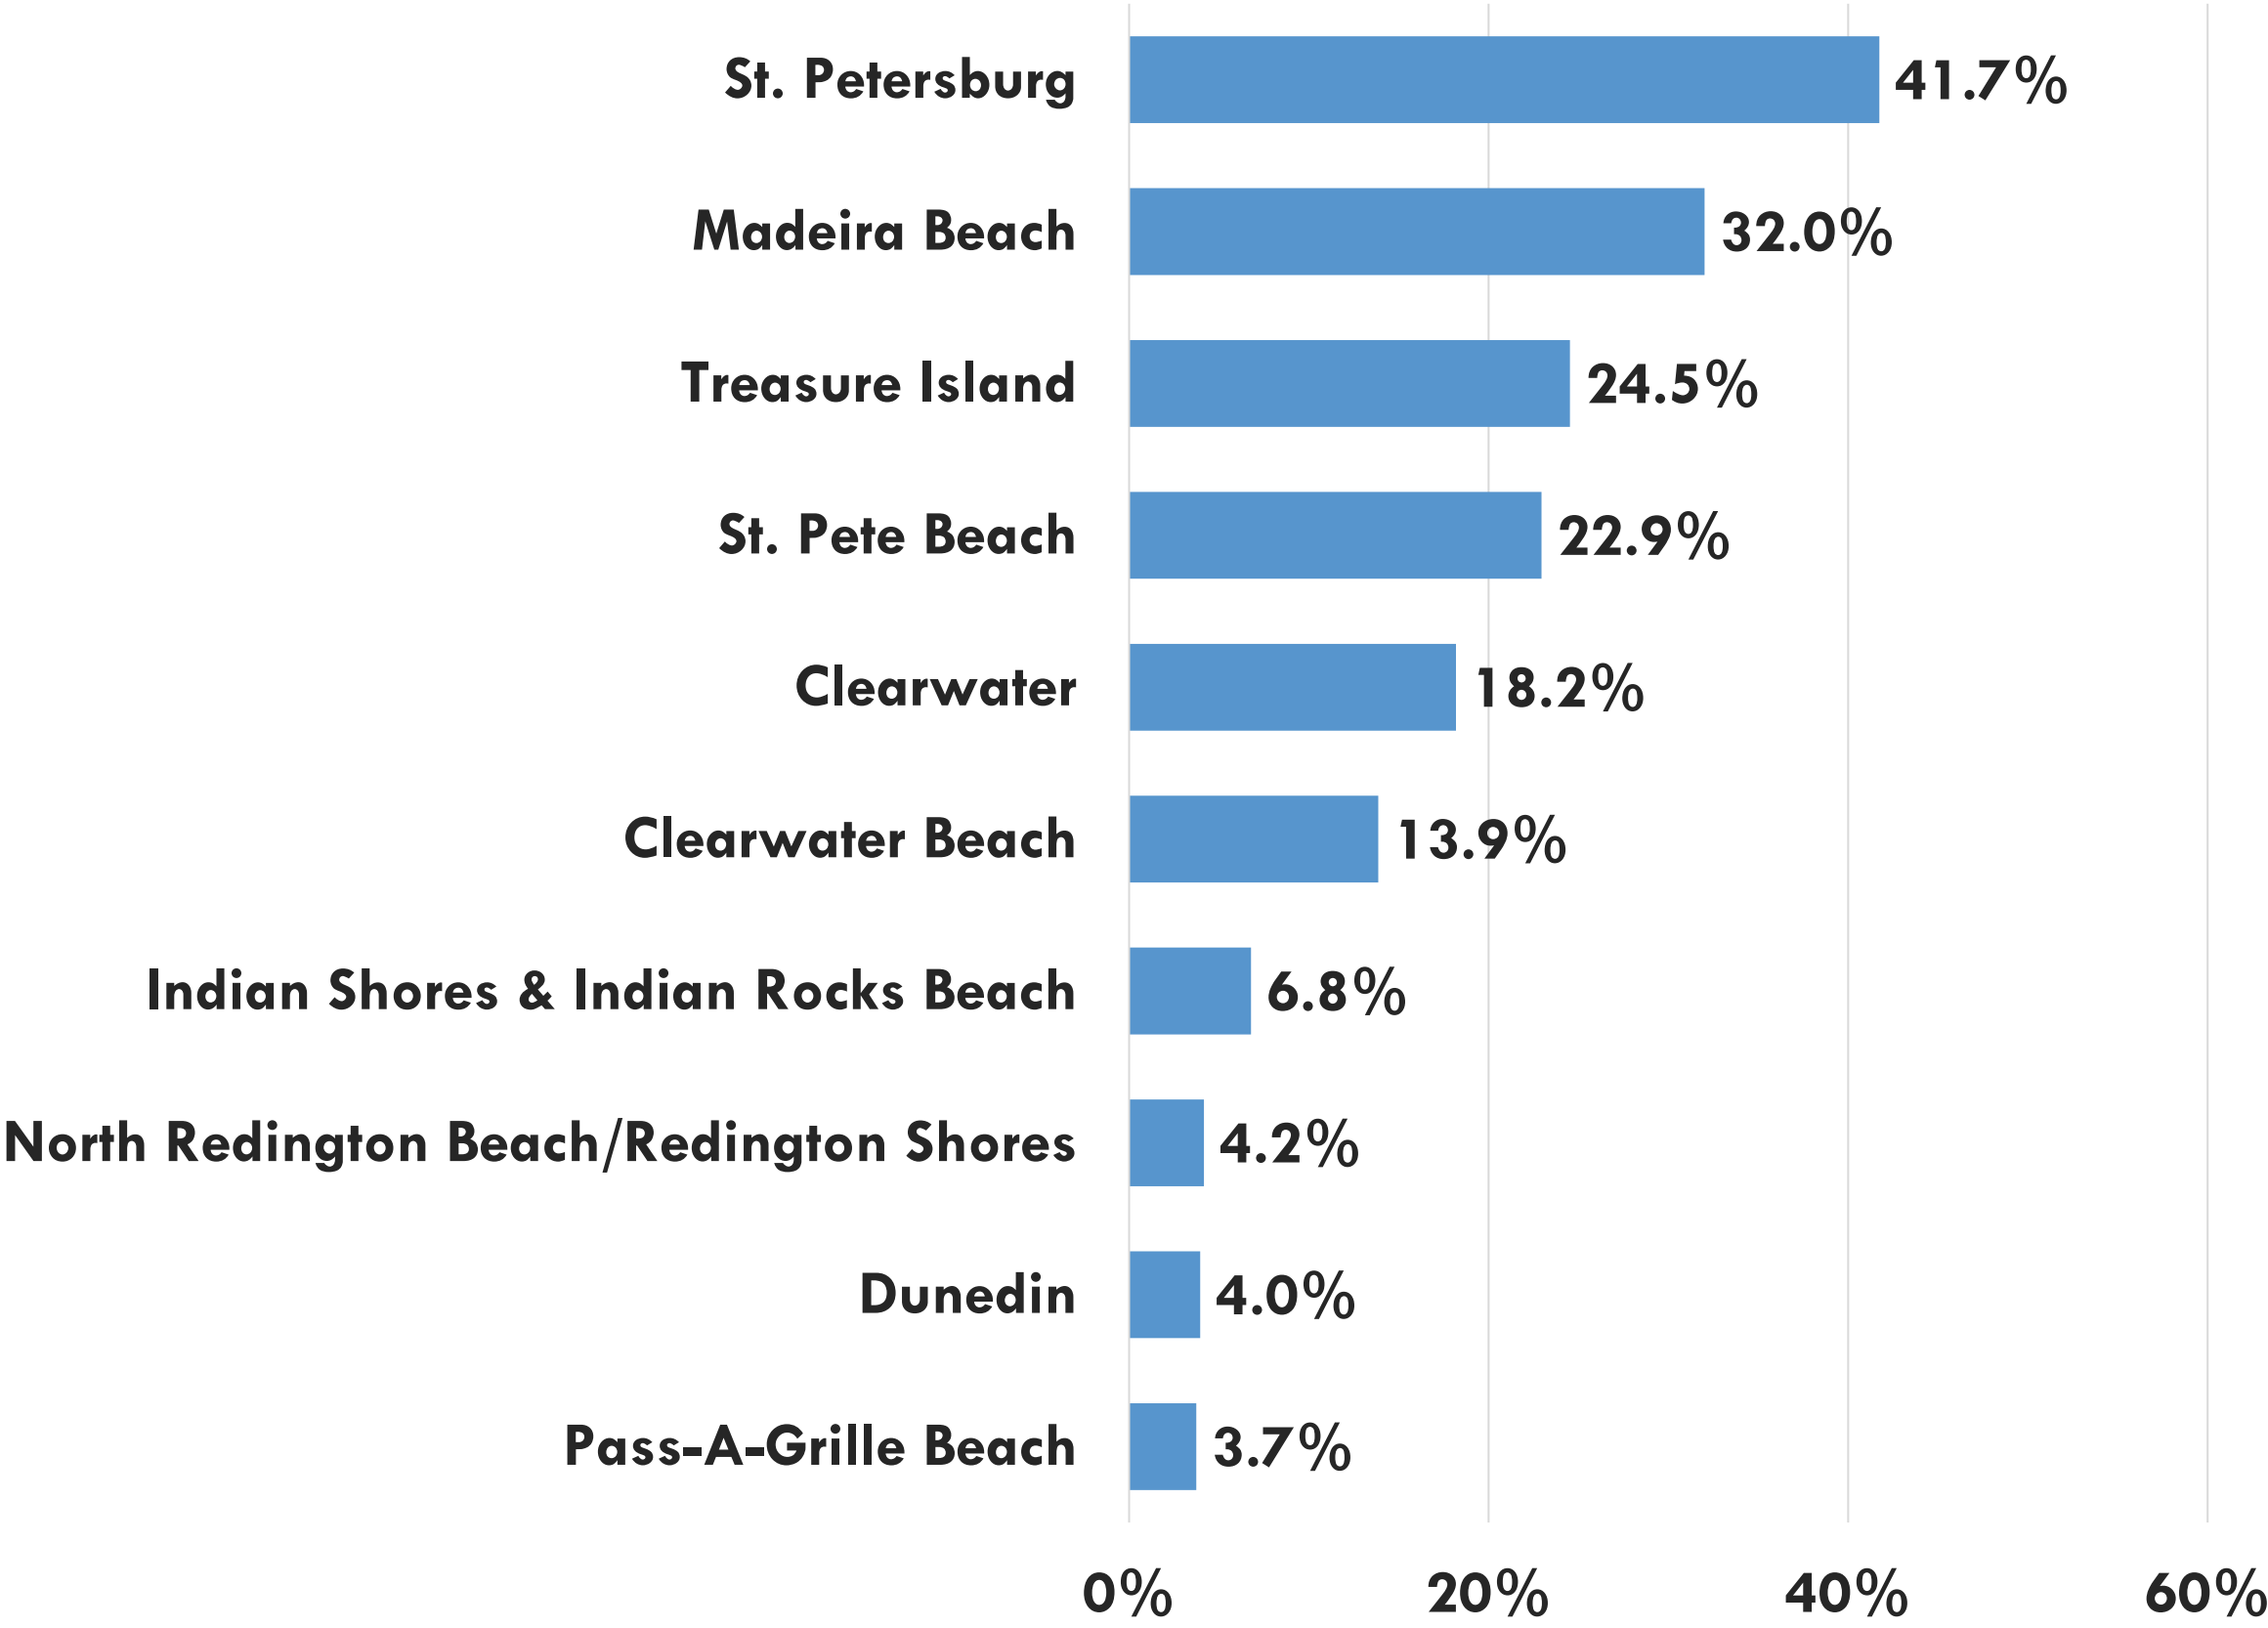 St. Petersburg 41.7%
Madeira Beach 32.0%
Treasure Island 24.5%
St. Pete Beach 22.9%
Clearwater 18.2%
Clearwater Beach 13.9%
Indian Shores & Indian Rocks Beach 6.8%
North Redington Beach/Redington Shores 4.2%
Dunedin 4.0%
Pass-A-Grille Beach 3.7%
0% 20% 40% 60%